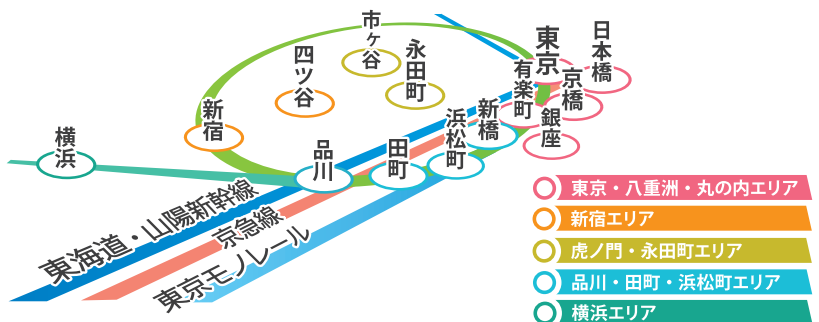 市ヶ谷
永田町
四ツ谷
新宿
横浜
品川
田町
浜松町
新橋
有楽町
東京
日本橋
京橋
銀座
東海道・山陽新幹線
京急線
東京モノレール
東京・八重洲・丸の内エリア
新宿エリア
虎ノ門・永田町エリア
品川・田町・浜松町エリア
横浜エリア